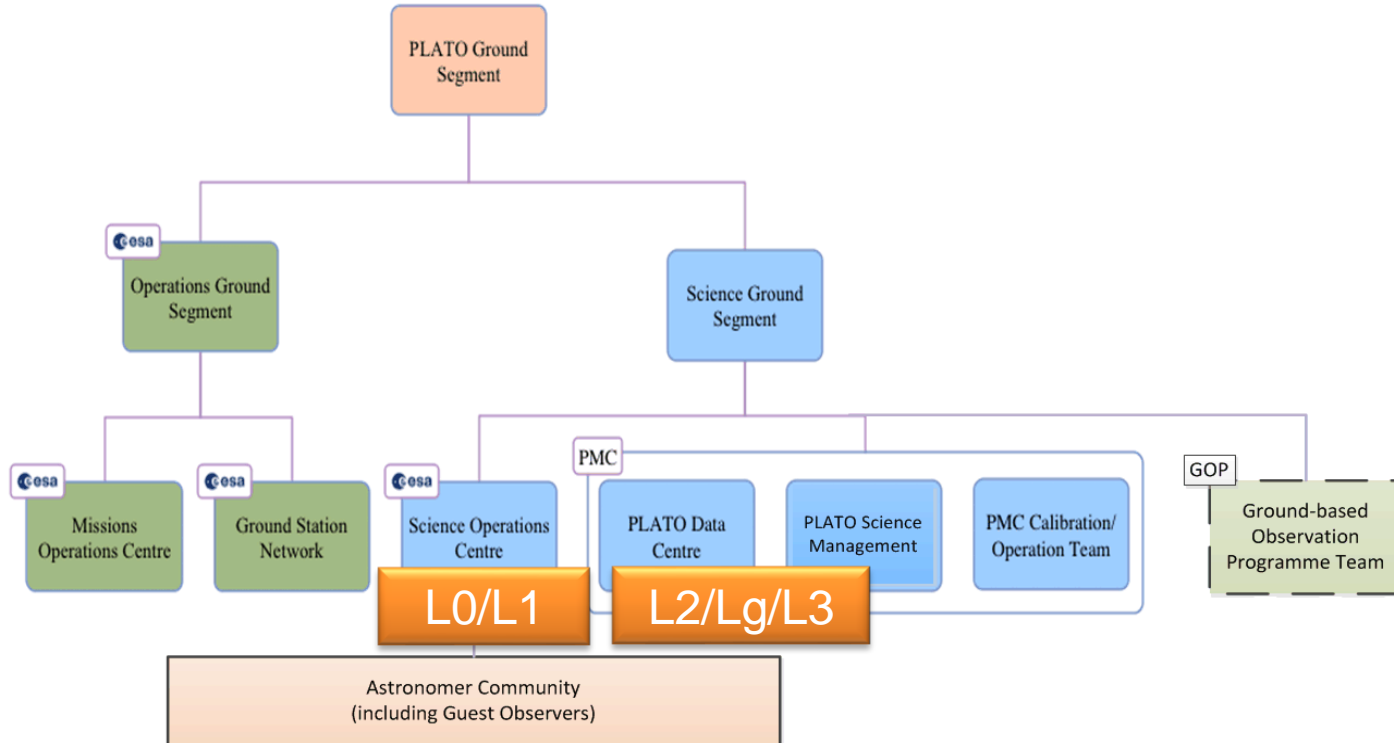 PLATO Ground
Segment
esa
Operations Ground
Segment
Science Ground
Segment
esa
Missions
Operations Centre
esa
Ground Station
Network
esa
Science Operations
Centre
L0/L1
PMC
PLATO Data
Centre
L2/Lg/L3
PLATO Science
Management
PMC Calibration/
Operation Team
GOP
Ground-based
Observation
Programme Team
Astronomer Community
(including Guest Observers)